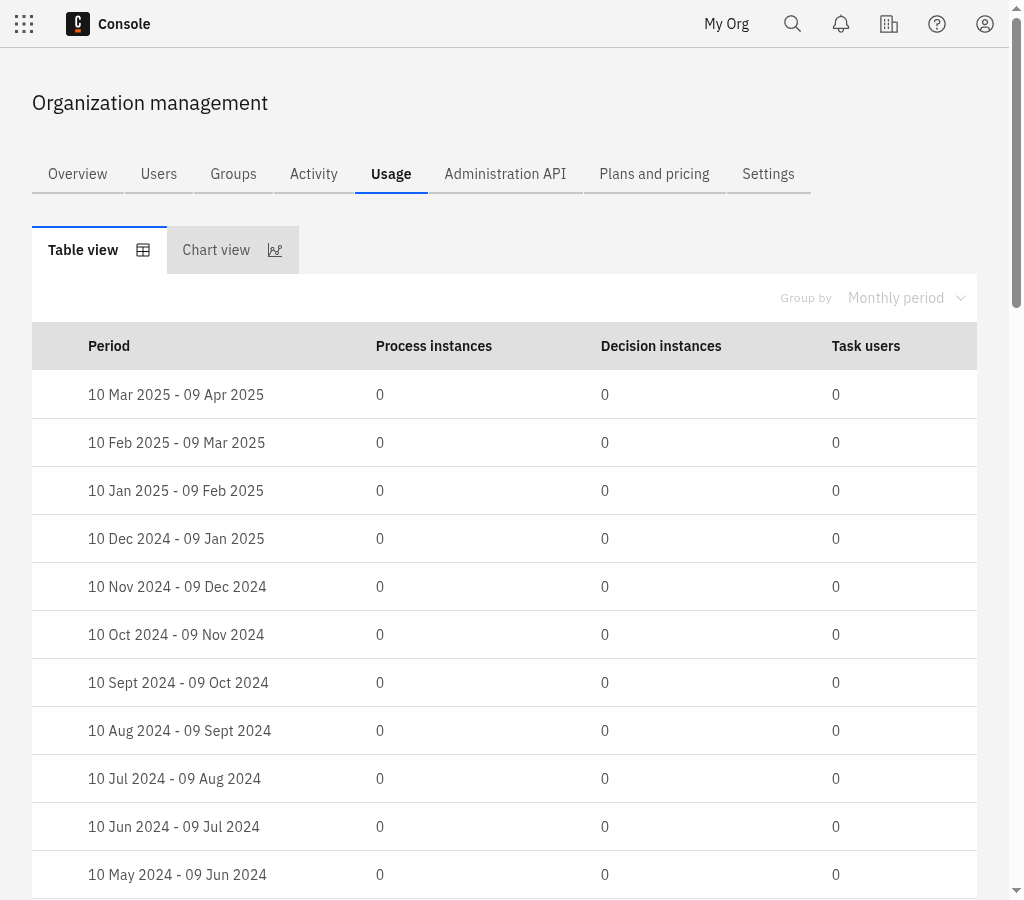 C Console My Org
Organization management
Overview Users Groups Activity Usage Administration API Plans and pricing Settings
Table view Chart view
Group by Monthly period
Period Process instances Decision instances Task users
10 Mar 2025 - 09 Apr 2025 0 0 0
10 Feb 2025 - 09 Mar 2025 0 0 0
10 Jan 2025 - 09 Feb 2025 0 0 0
10 Dec 2024 - 09 Jan 2025 0 0 0
10 Nov 2024 - 09 Dec 2024 0 0 0
10 Oct 2024 - 09 Nov 2024 0 0 0
10 Sept 2024 - 09 Oct 2024 0 0 0
10 Aug 2024 - 09 Sept 2024 0 0 0
10 Jul 2024 - 09 Aug 2024 0 0 0
10 Jun 2024 - 09 Jul 2024 0 0 0
10 May 2024 - 09 Jun 2024 0 0 0